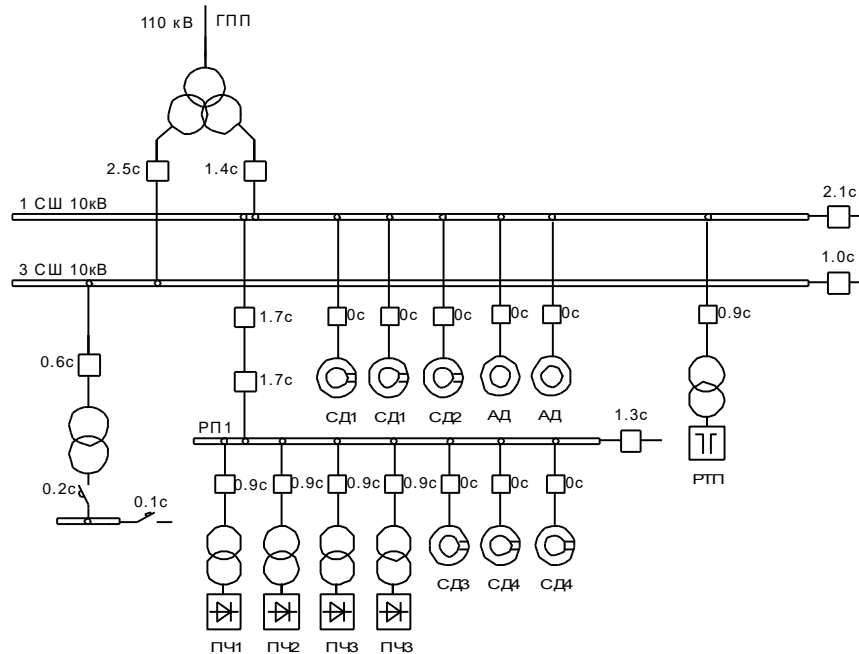 110 кВ ГПП
2.5с 1.4с
1 СШ 10кВ 2.1с
3 СШ 10кВ 1.0с
1.7с 0с 0с 0с 0с 0с 0.9с
0.6с 1.7с
СД1 СД1 СД2 АД АД
РП1 1.3с
РТП
0.2с 0.1с 0.9с 0.9с 0.9с 0.9с 0с 0с 0с
СД3 СД4 СД4
ПЧ1 ПЧ2 ПЧ3 ПЧ3